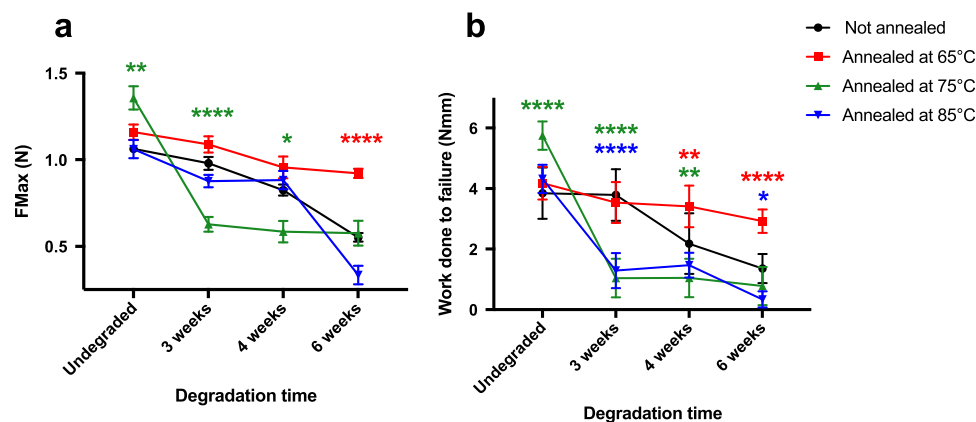 a
**
****
*
****
1.5
1.0
0.5
FMax (N)
Undegraded
3 weeks
4 weeks
6 weeks
Degradation time
b
****
****
****
**
**
****
*
6
4
2
0
Work done to failure (Nmm)
Undegraded
3 weeks
4 weeks
6 weeks
Degradation time
Not annealed
Annealed at 65°C
Annealed at 75°C
Annealed at 85°C